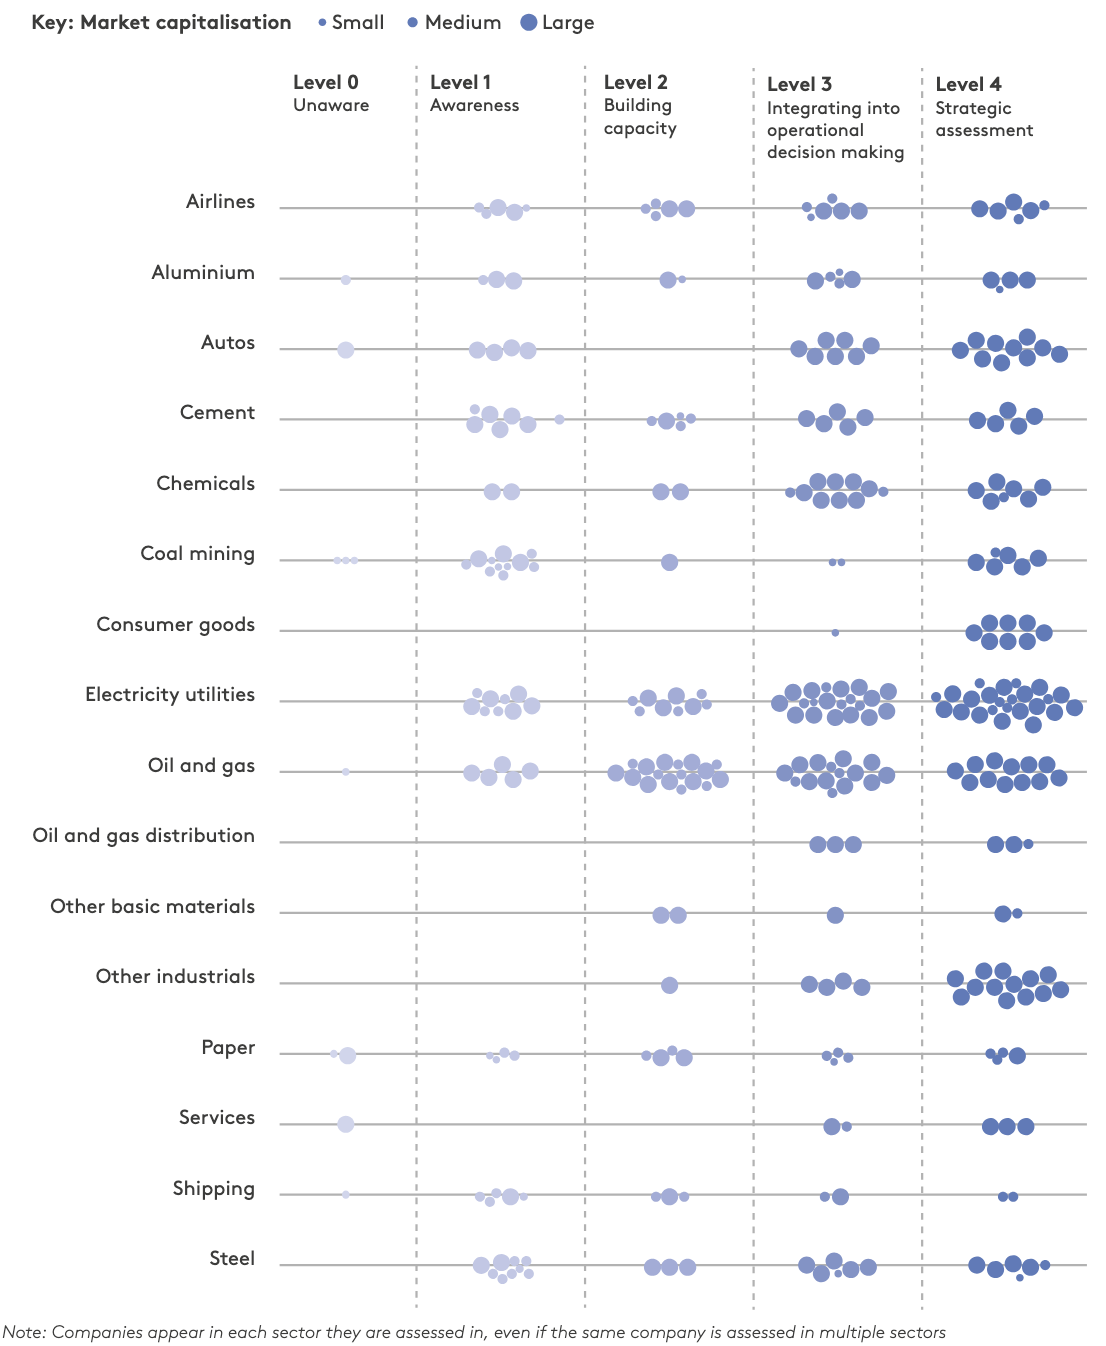 Key: Market capitalisation Small Medium Large
Level 0 Level 1 Level 2 Level 3 Level 4
Unaware Awareness Building Integrating into Strategic
capacity operational assessment
decision making
Airlines
Aluminium
Autos
Cement
Chemicals
Coal mining
Consumer goods
Electricity utilities
Oil and gas
Oil and gas distribution
Other basic materials
Other industrials
Paper
Services
Shipping
Steel
Note: Companies appear in each sector they are assessed in, even if the same company is assessed in multiple sectors